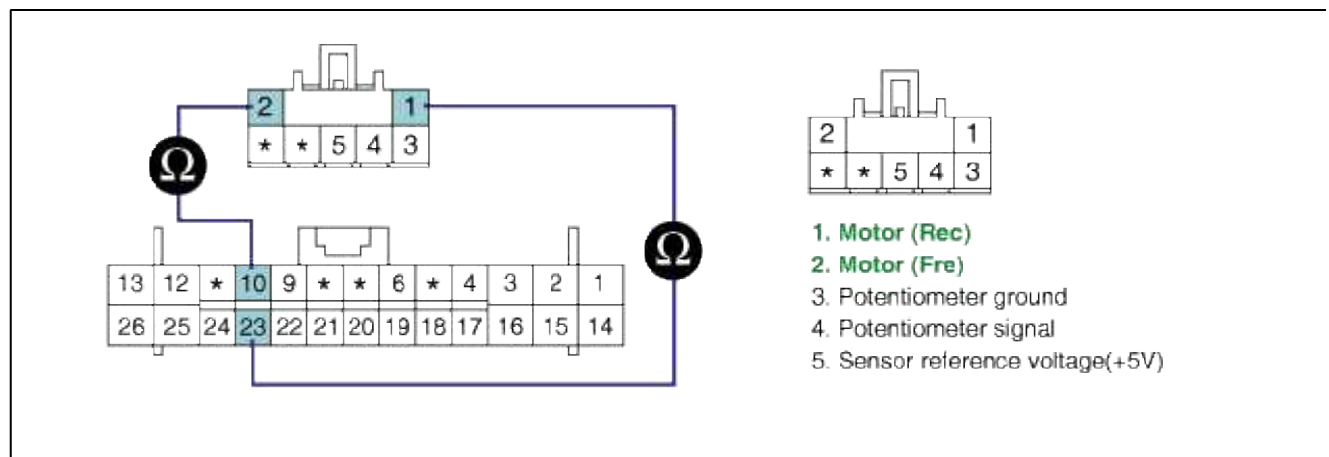 2 1
* * 5 4 3
Ω
Ω
13 12 * 10 9 * * 6 * 4 3 2 1
26 25 24 23 22 21 20 19 18 17 16 15 14
2 1
* * 5 4 3
1. Motor (Rec)
2. Motor (Fre)
3. Potentiometer ground
4. Potentiometer signal
5. Sensor reference voltage(+5V)